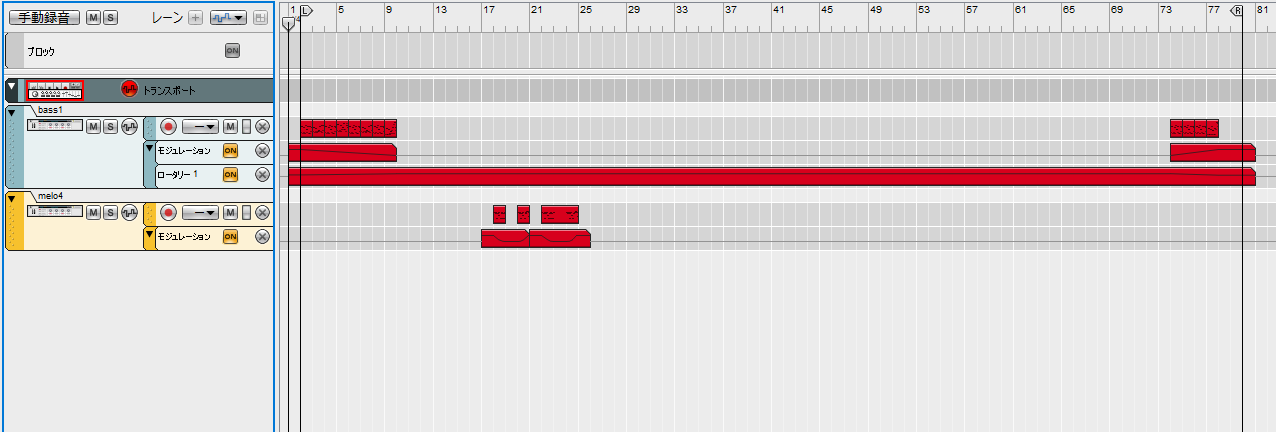 手動録音 M S レーン +
1 L 5 9 13 17 21 25 29 33 37 41 45 49 53 57 61 65 69 73 77 R 81
4
ブロック ON
トランスポート
bass1
M S M
モジュレーション ON
ロータリー 1 ON
melo4
M S M
モジュレーション ON